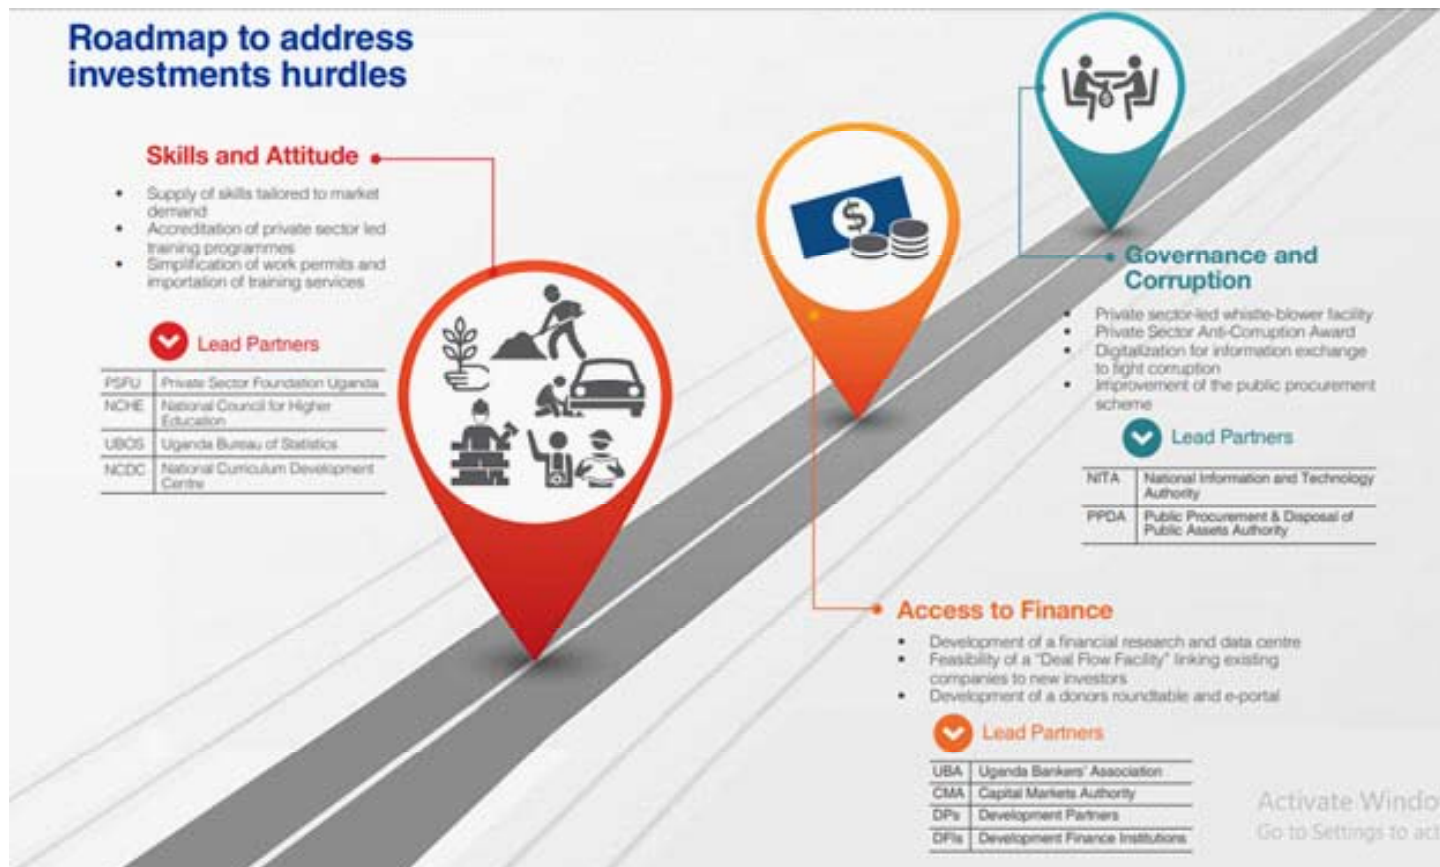 Roadmap to address
investments hurdles
Skills and Attitude
• Supply of skills tailored to market
demand
• Accreditation of private sector led
training programmes
• Simplification of work permits and
importation of training services
Lead Partners
PSFU Private Sector Foundation Uganda
NCHE National Council for Higher
Education
UBOS Uganda Bureau of Statistics
NCDC National Curriculum Development
Centre
$
Governance and
Corruption
• Private sector-led whistle-blower facility
• Private Sector Anti-Corruption Award
• Digitalization for information exchange
to fight corruption
• Improvement of the public procurement
scheme
Lead Partners
NITA National Information and Technology
Authority
PPDA Public Procurement & Disposal of
Public Assets Authority
Access to Finance
• Development of a financial research and data centre
• Feasibility of a "Deal Flow Facility" linking existing
companies to new investors
• Development of a donors roundtable and e-portal
Lead Partners
UBA Uganda Bankers' Association
CMA Capital Markets Authority
DPs Development Partners
DFIs Development Finance Institutions
Activate Windo
Go to Settings to act